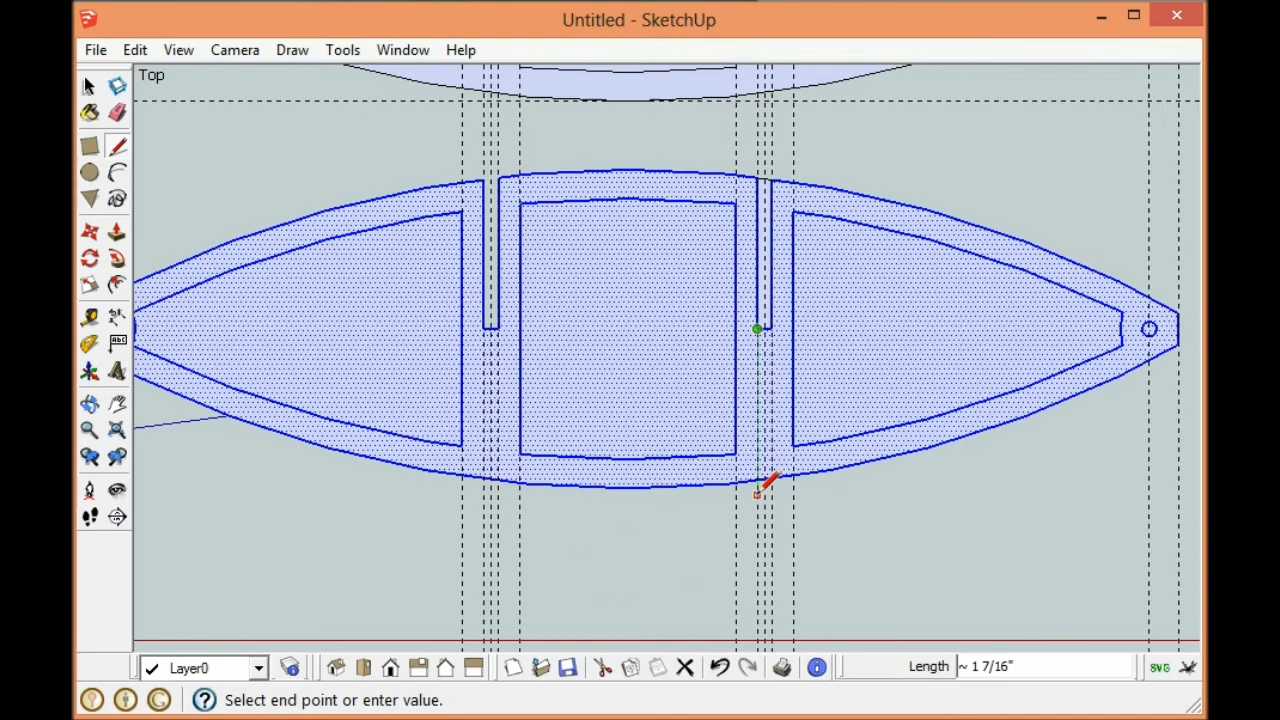 Untitled - SketchUp
File Edit View Camera Draw Tools Window Help
Top
Layer0
Length ~ 1 7/16"
SVG
Select end point or enter value.